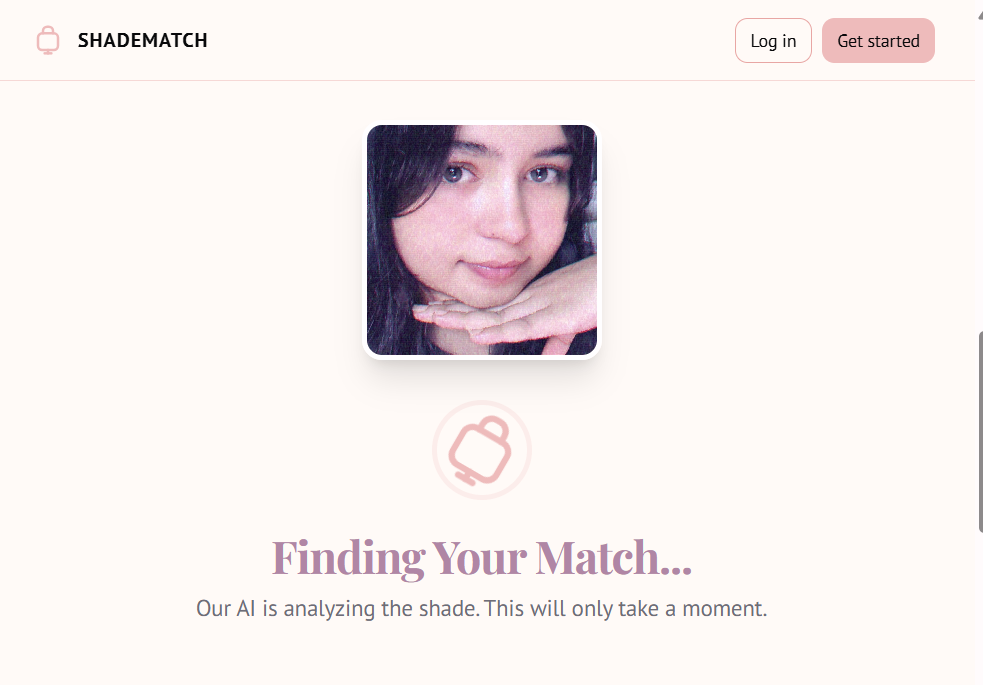 SHADEMATCH
Log in
Get started
Finding Your Match...
Our AI is analyzing the shade. This will only take a moment.